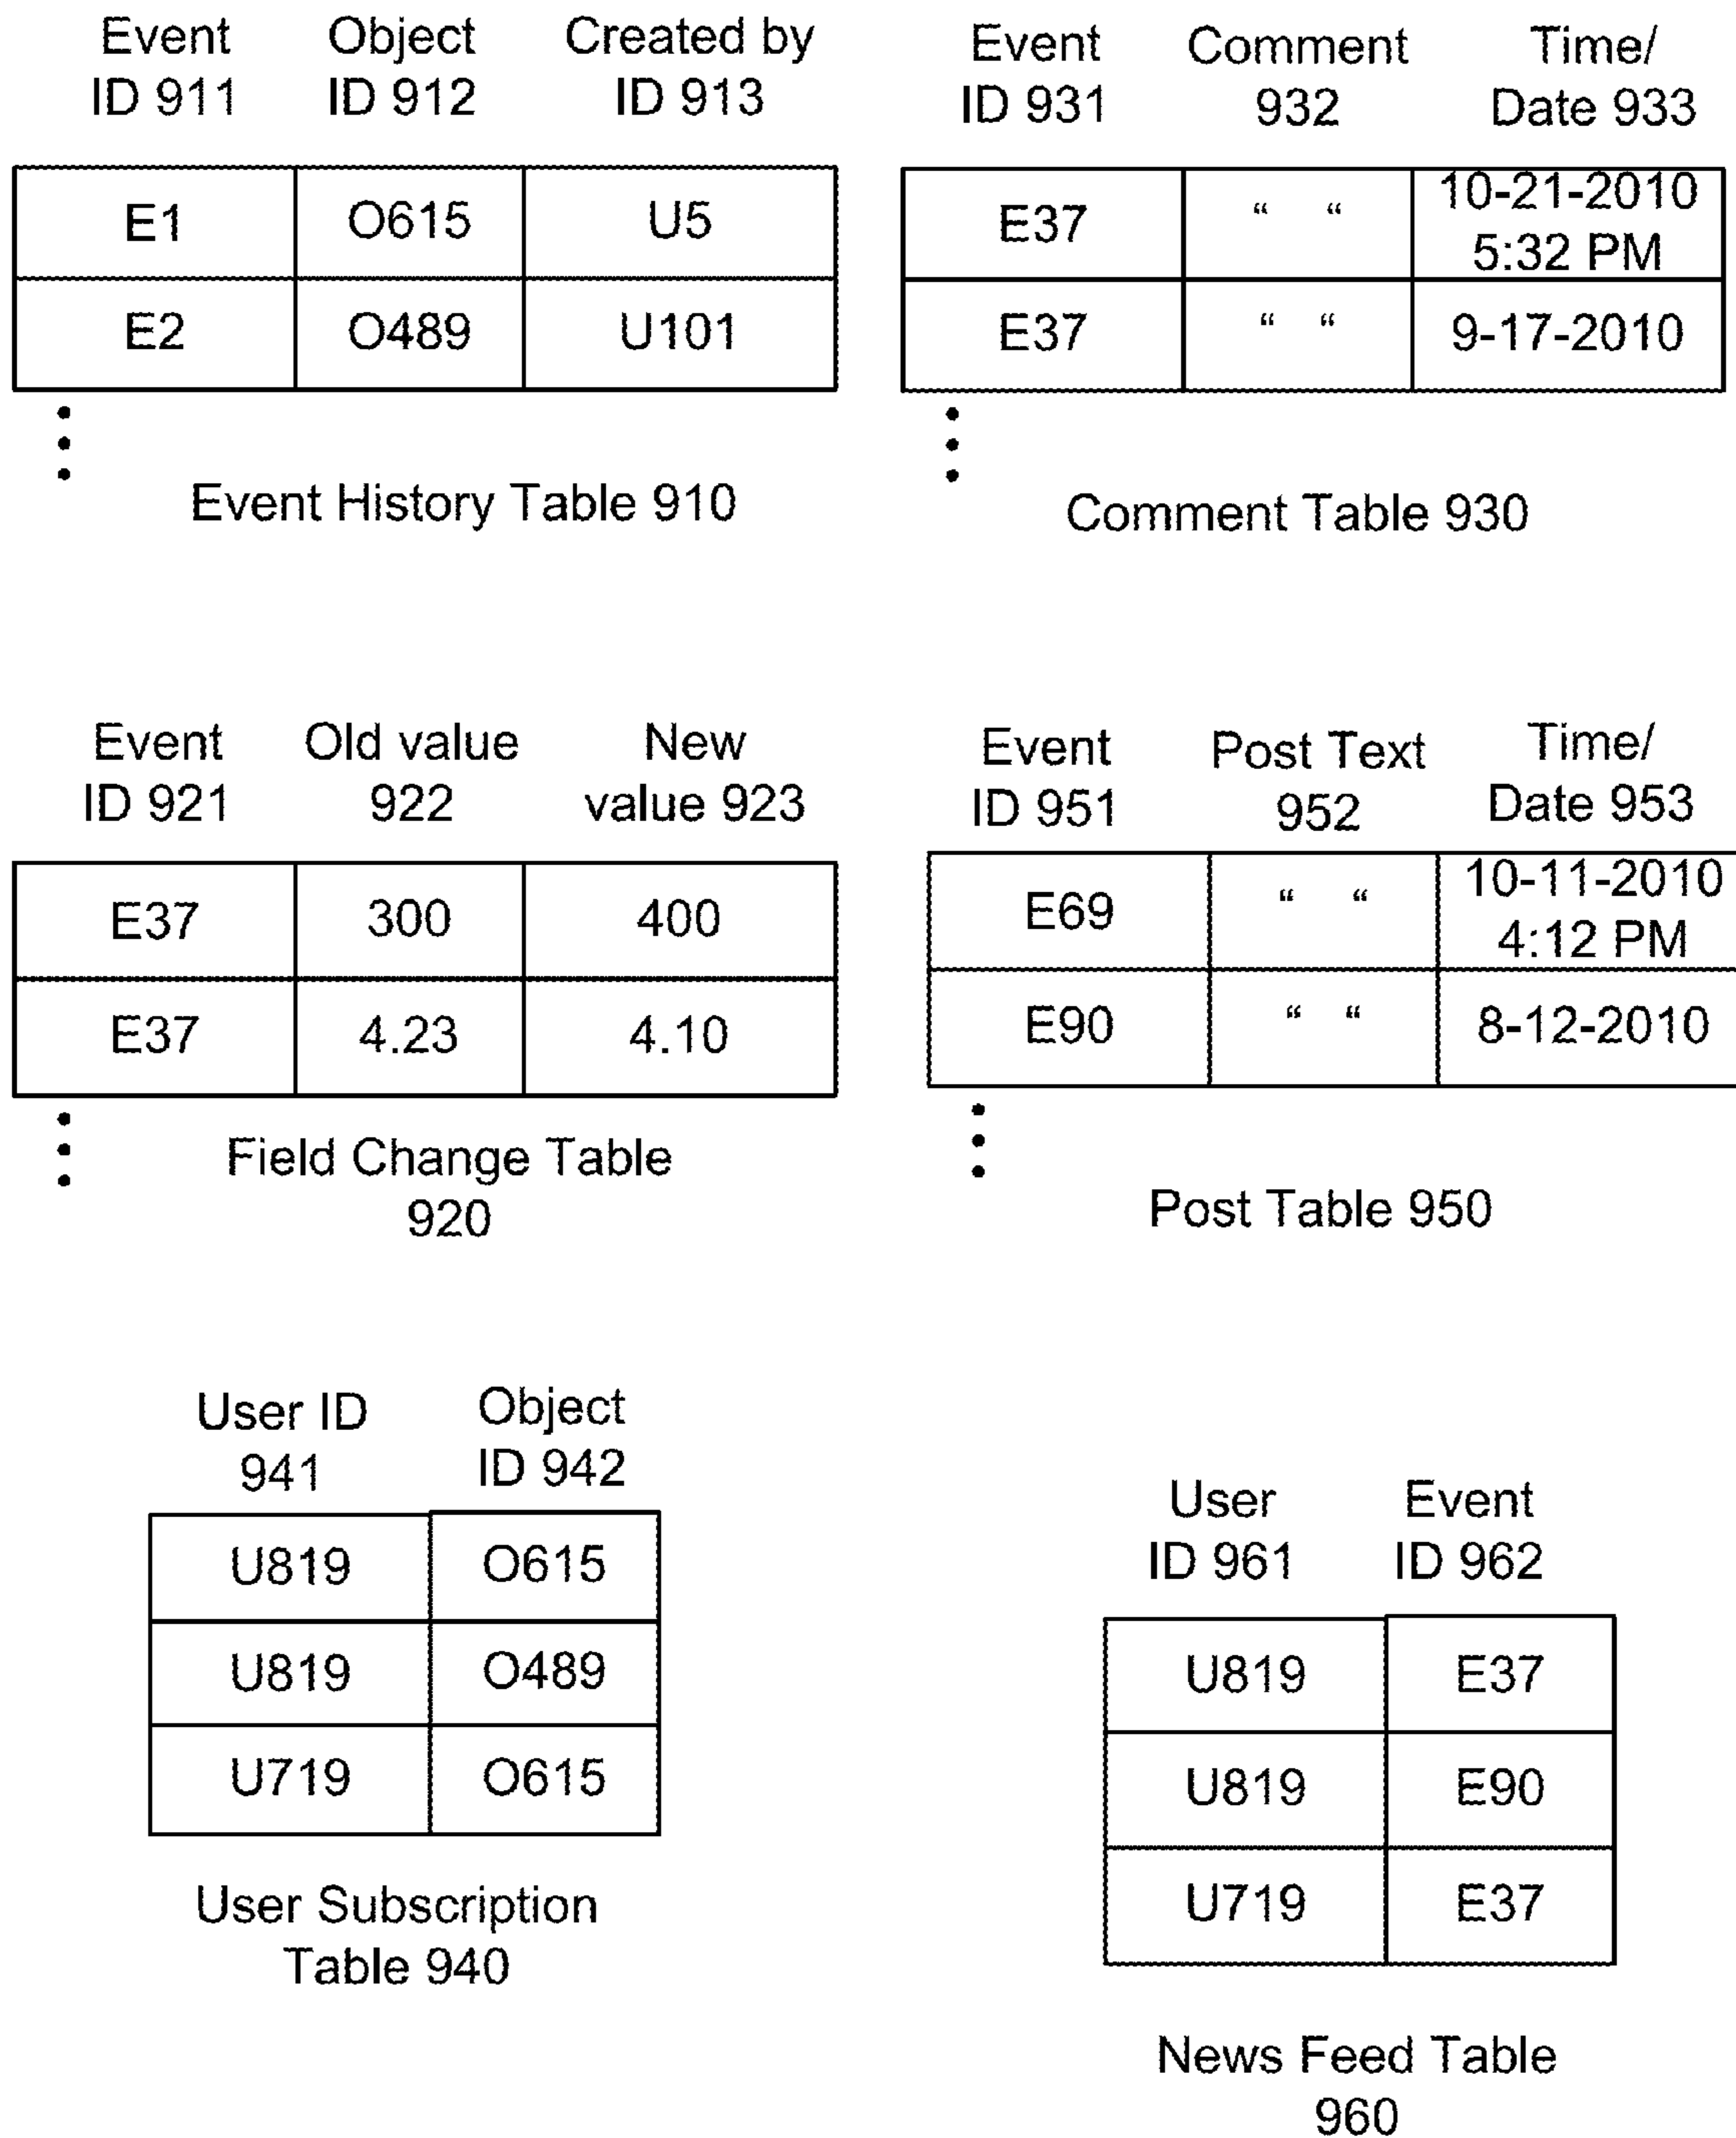 Event Object Created by
ID 911 ID 912 ID 913
E1 O615 U5
E2 O489 U101
Event History Table 910
Event Comment Time/
ID 931 932 Date 933
E37 “ “ 10-21-2010
5:32 PM
E37 “ “ 9-17-2010
Comment Table 930
Event Old value New
ID 921 922 value 923
E37 300 400
E37 4.23 4.10
Field Change Table
920
Event Post Text Time/
ID 951 952 Date 953
E69 “ “ 10-11-2010
4:12 PM
E90 “ “ 8-12-2010
Post Table 950
User ID Object
941 ID 942
U819 O615
U819 O489
U719 O615
User Subscription
Table 940
User Event
ID 961 ID 962
U819 E37
U819 E90
U719 E37
News Feed Table
960